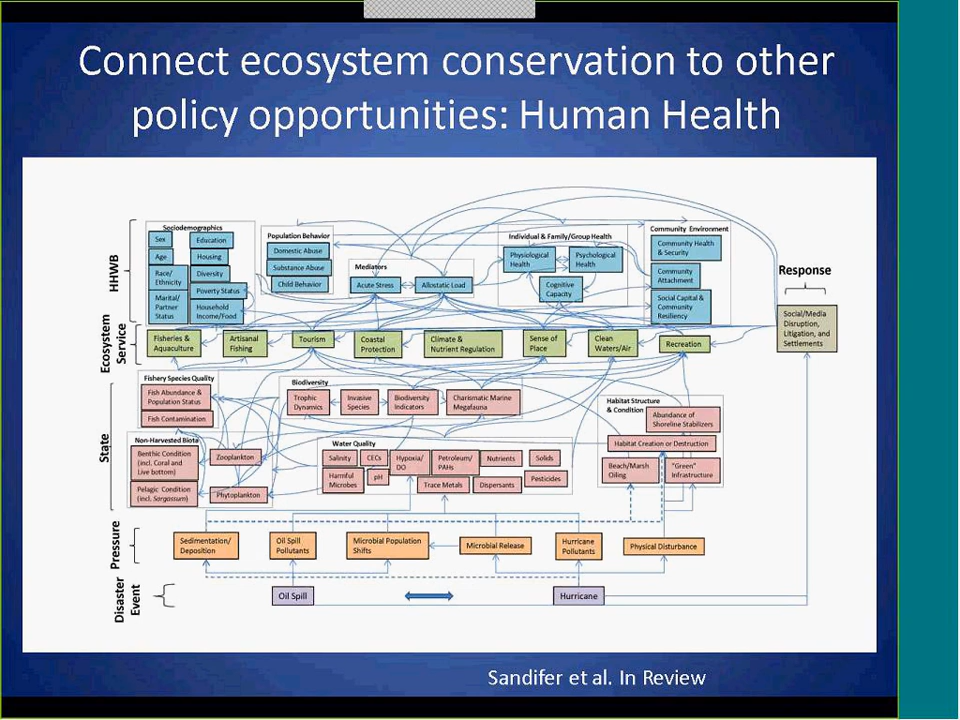 Connect ecosystem conservation to other
policy opportunities: Human Health
HHWB
Sociodemographics
Sex
Education
Age
Housing
Race/
Ethnicity
Diversity
Poverty Status
Marital/
Partner
Status
Household
Income/Food
Population Behavior
Domestic Abuse
Substance Abuse
Child Behavior
Mediators
Acute Stress
Allostatic Load
Individual & Family/Group Health
Physiological
Health
Psychological
Health
Cognitive
Capacity
Community Environment
Community Health
& Security
Community
Attachment
Social Capital &
Community
Resiliency
Response
Social/Media
Disruption,
Litigation, and
Settlements
Ecosystem
Service
Fisheries &
Aquaculture
Artisanal
Fishing
Tourism
Coastal
Protection
Climate &
Nutrient Regulation
Sense of
Place
Clean
Waters/Air
Recreation
State
Fishery Species Quality
Fish Abundance &
Population Status
Fish Contamination
Biodiversity
Trophic
Dynamics
Invasive
Species
Biodiversity
Indicators
Charismatic Marine
Megafauna
Habitat Structure
& Condition
Abundance of
Shoreline Stabilizers
Habitat Creation or Destruction
Beach/Marsh
Oiling
"Green"
Infrastructure
Non-Harvested Biota
Benthic Condition
(incl. Coral and
Live bottom)
Pelagic Condition
(incl. Sargassum)
Zooplankton
Phytoplankton
Water Quality
Salinity
CECs
Hypoxia/
DO
Petroleum/
PAHs
Nutrients
Solids
Harmful
Microbes
pH
Trace Metals
Dispersants
Pesticides
Pressure
Sedimentation/
Deposition
Oil Spill
Pollutants
Microbial Population
Shifts
Microbial Release
Hurricane
Pollutants
Physical Disturbance
Disaster
Event
Oil Spill
Hurricane
Sandifer et al. In Review